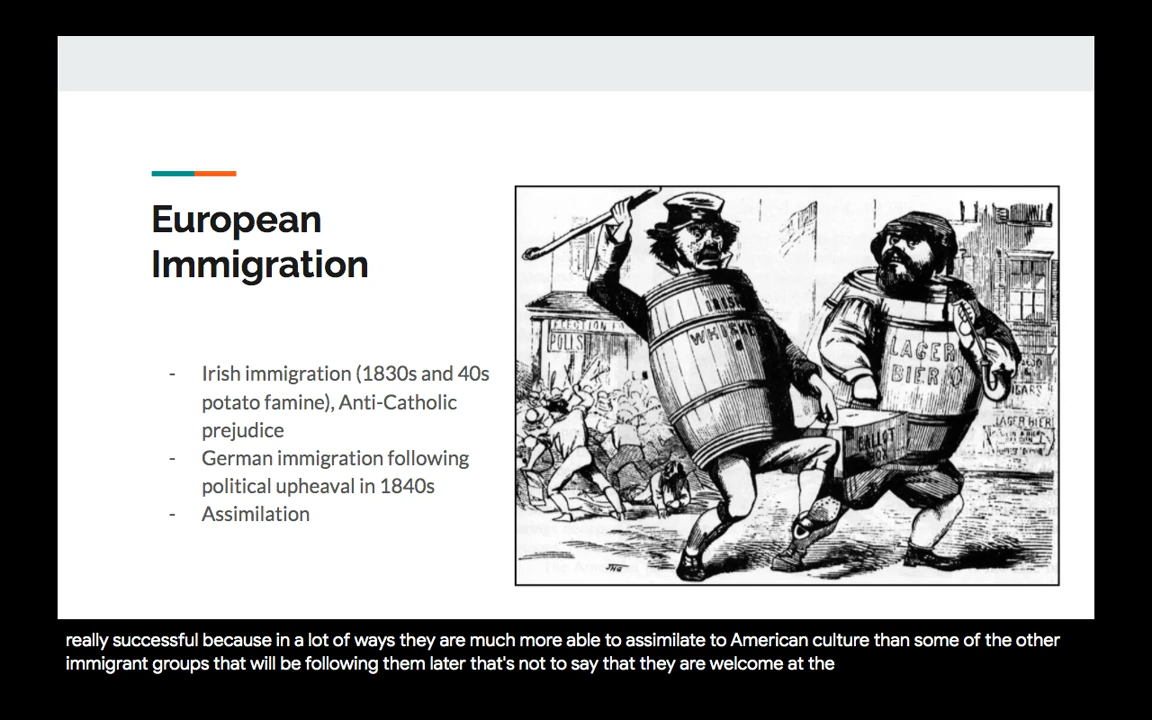 European
Immigration
- Irish immigration (1830s and 40s
potato famine), Anti-Catholic
prejudice
- German immigration following
political upheaval in 1840s
- Assimilation
ELECTION
POLLS
IRISH
WHISKE
LAGER
BIER
BALLOT
BOX
LAGER BIER
really successful because in a lot of ways they are much more able to assimilate to American culture than some of the other
immigrant groups that will be following them later that's not to say that they are welcome at the